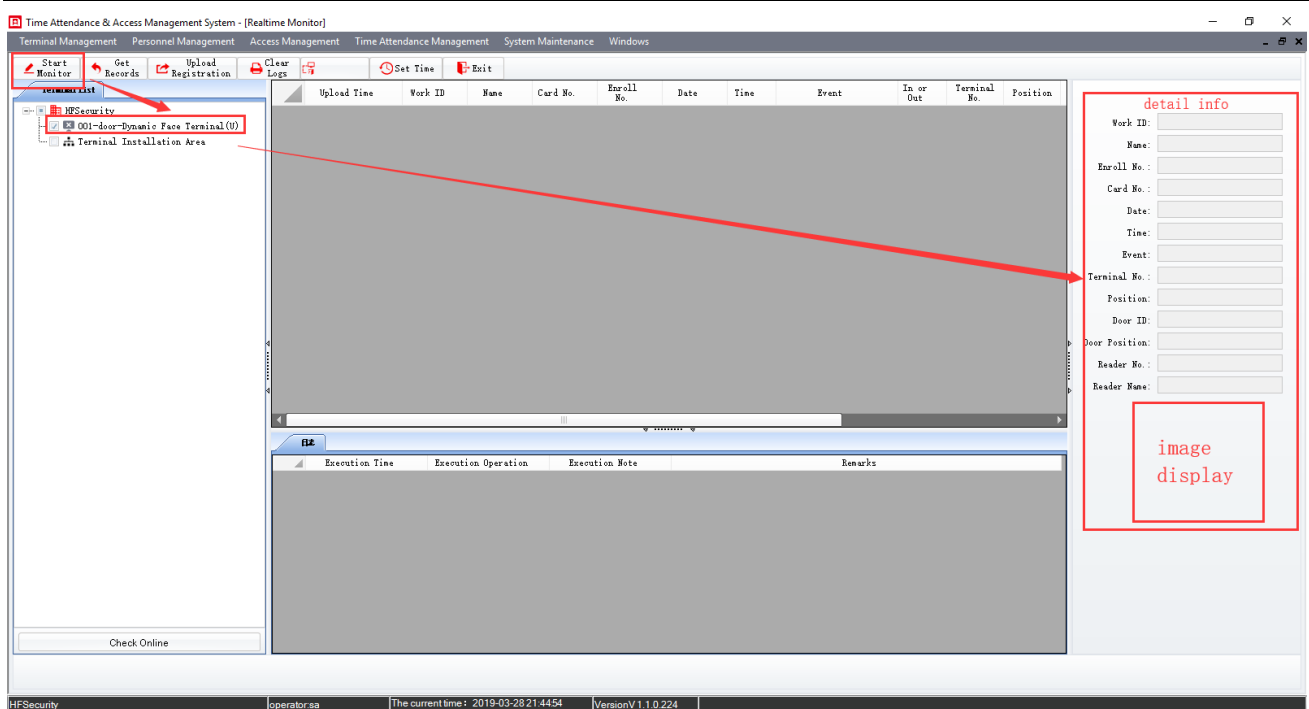 Time Attendance & Access Management System - [Realtime Monitor]
Terminal Management Personnel Management Access Management Time Attendance Management System Maintenance Windows
Start Monitor
Get Records
Upload Registration
Clear Logs
Set Time
Exit
Terminal List
HFSecurity
001-door-Dynamic Face Terminal(U)
Terminal Installation Area
Check Online
Upload Time Work ID Name Card No. Enroll No. Date Time Event In or Out Terminal No. Position
日志
Execution Time Execution Operation Execution Note Remarks
detail info
Work ID:
Name:
Enroll No.:
Card No.:
Date:
Time:
Event:
Terminal No.:
Position:
Door ID:
Door Position:
Reader No.:
Reader Name:
image
display
HFSecurity operator:sa The current time: 2019-03-28 21:44:54 VersionV 1.1.0.224